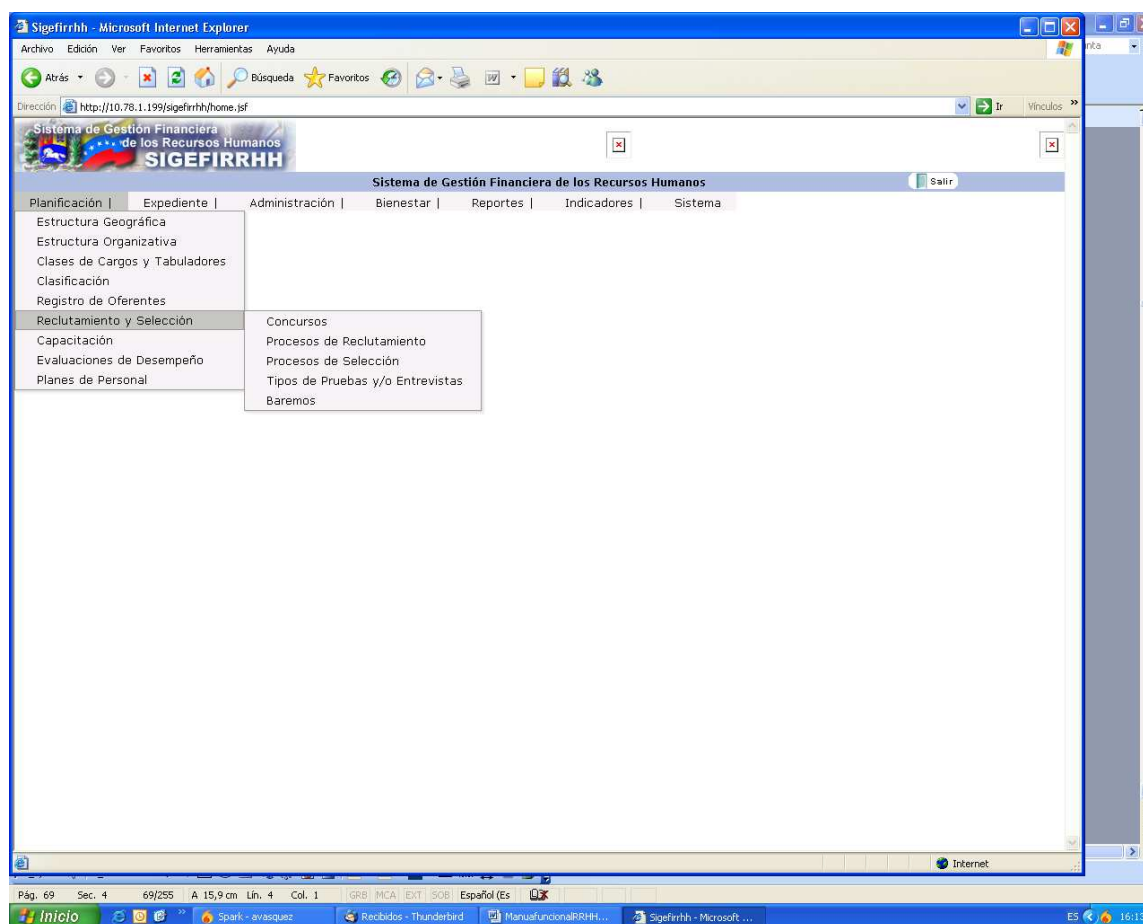 Sigefirrhh - Microsoft Internet Explorer
Archivo Edición Ver Favoritos Herramientas Ayuda
Atrás Búsqueda Favoritos
Dirección http://10.78.1.199/sigefirrhh/home.jsf Ir Vínculos »
Sistema de Gestión Financiera
de los Recursos Humanos
SIGEFIRRHH
Sistema de Gestión Financiera de los Recursos Humanos Salir
Planificación | Expediente | Administración | Bienestar | Reportes | Indicadores | Sistema
Estructura Geográfica
Estructura Organizativa
Clases de Cargos y Tabuladores
Clasificación
Registro de Oferentes
Reclutamiento y Selección
Capacitación
Evaluaciones de Desempeño
Planes de Personal
Concursos
Procesos de Reclutamiento
Procesos de Selección
Tipos de Pruebas y/o Entrevistas
Baremos
Internet
Pág. 69 Sec. 4 69/255 A 15,9 cm Lín. 4 Col. 1 GRB MCA EXT SOB Español (Es
Inicio » Spark - avasquez Recibidos - Thunderbird ManuafuncionalRRHH... Sigefirrhh - Microsoft ... ES